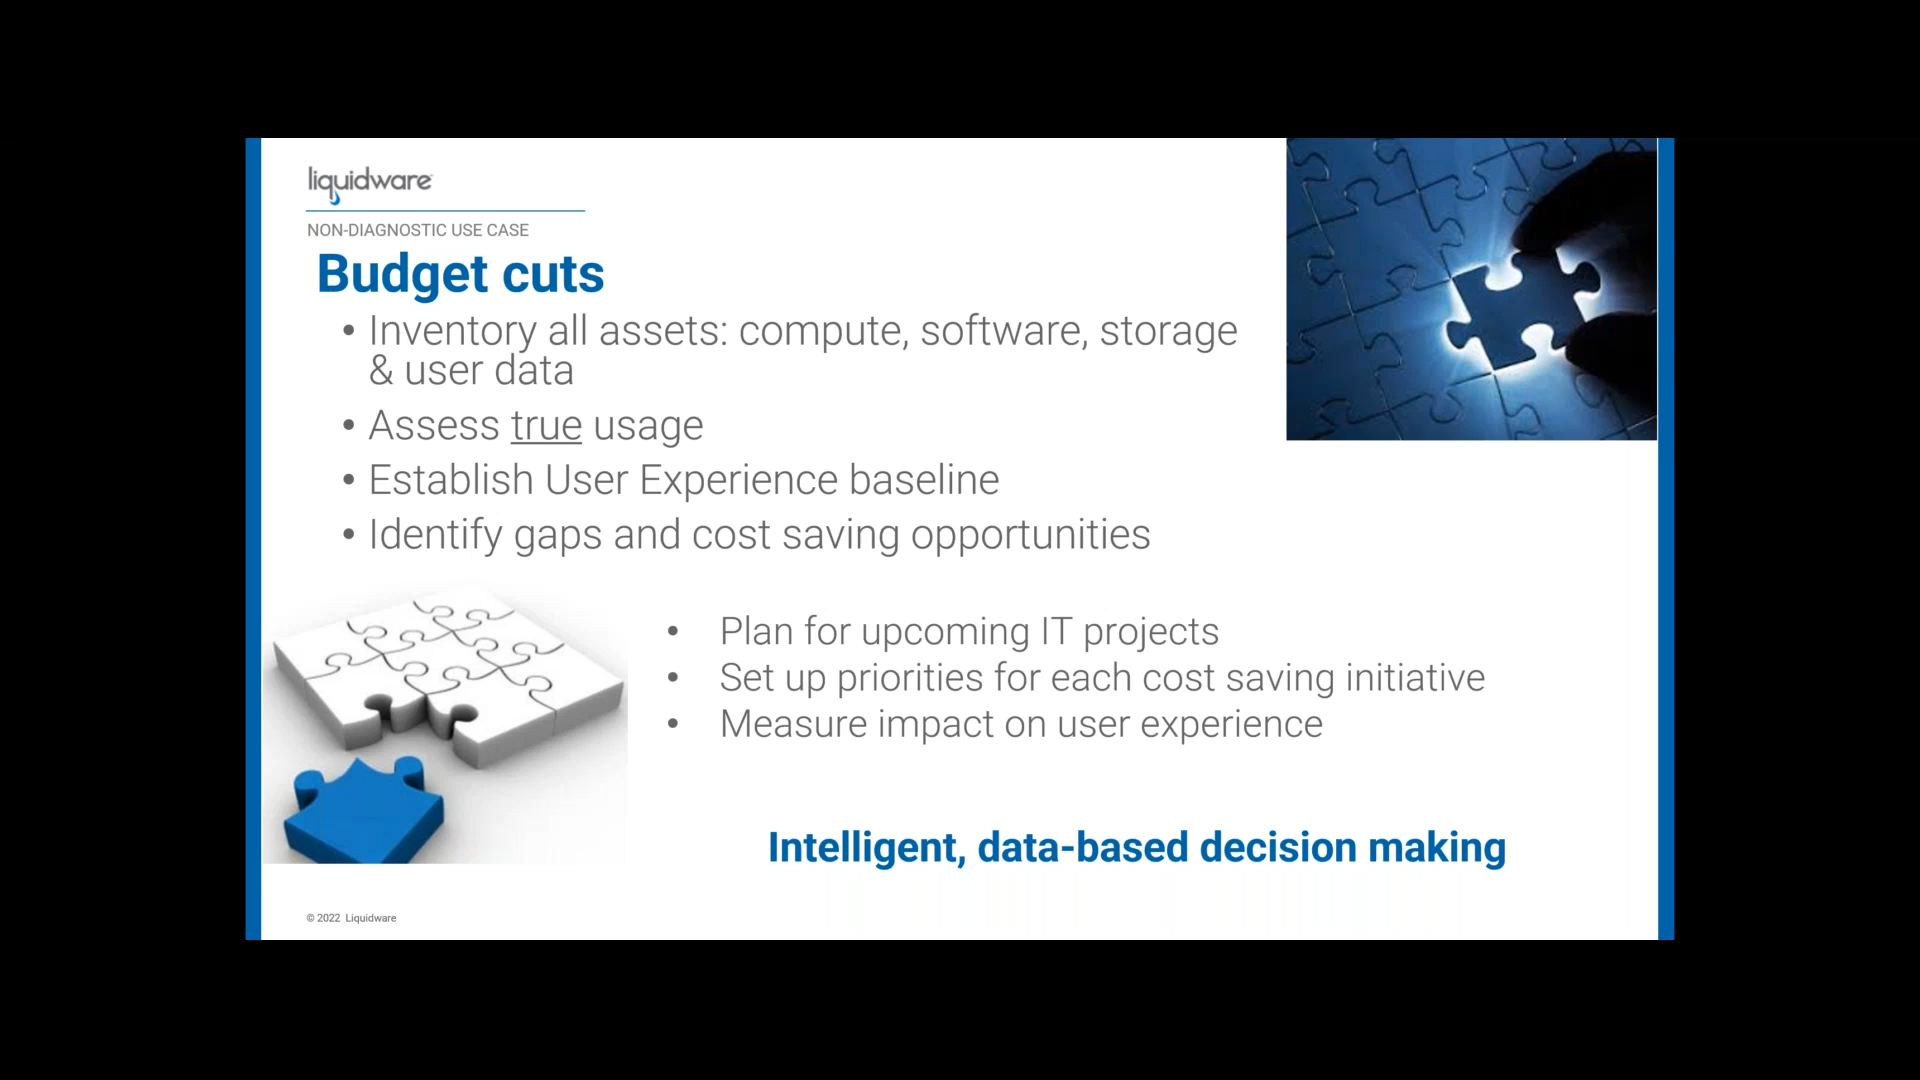 liquidware
NON-DIAGNOSTIC USE CASE
Budget cuts
• Inventory all assets: compute, software, storage
& user data
• Assess true usage
• Establish User Experience baseline
• Identify gaps and cost saving opportunities
• Plan for upcoming IT projects
• Set up priorities for each cost saving initiative
• Measure impact on user experience
Intelligent, data-based decision making
© 2022 Liquidware